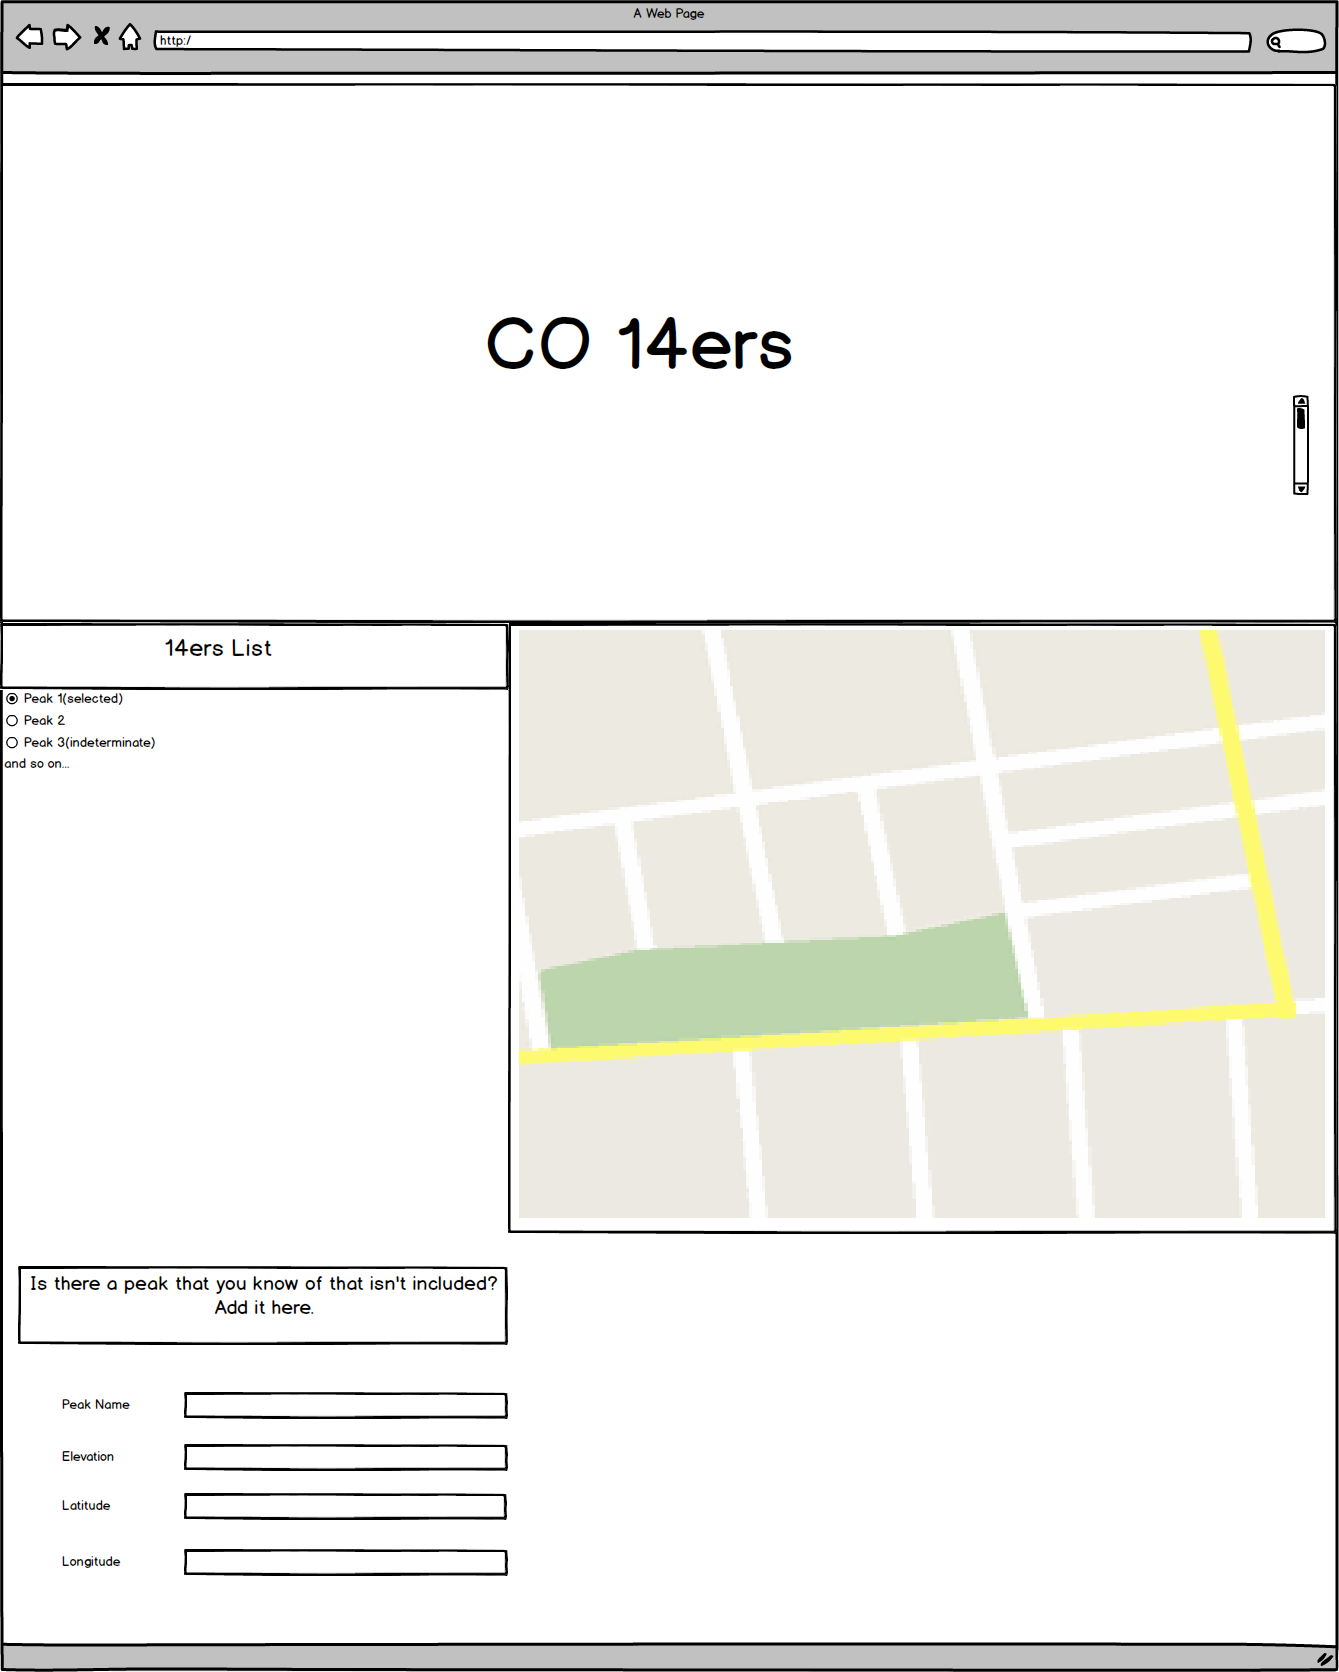 A Web Page
http:/
CO 14ers
14ers List
Peak 1(selected)
Peak 2
Peak 3(indeterminate)
and so on...
Is there a peak that you know of that isn't included?
Add it here.
Peak Name
Elevation
Latitude
Longitude